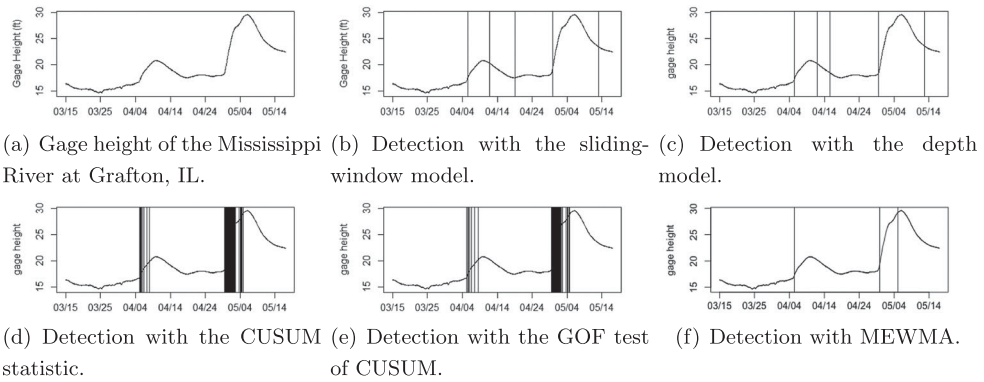 Gage Height (ft)
30
25
20
15
03/15 03/25 04/04 04/14 04/24 05/04 05/14
Gage Height (ft)
30
25
20
15
03/15 03/25 04/04 04/14 04/24 05/04 05/14
gage height
30
25
20
15
03/15 03/25 04/04 04/14 04/24 05/04 05/14
(a) Gage height of the Mississippi
River at Grafton, IL.
(b) Detection with the sliding-
window model.
(c) Detection with the depth
model.
gage height
30
25
20
15
03/15 03/25 04/04 04/14 04/24 05/04 05/14
gage height
30
25
20
15
03/15 03/25 04/04 04/14 04/24 05/04 05/14
gage height
30
25
20
15
03/15 03/25 04/04 04/14 04/24 05/04 05/14
(d) Detection with the CUSUM
statistic.
(e) Detection with the GOF test
of CUSUM.
(f) Detection with MEWMA.